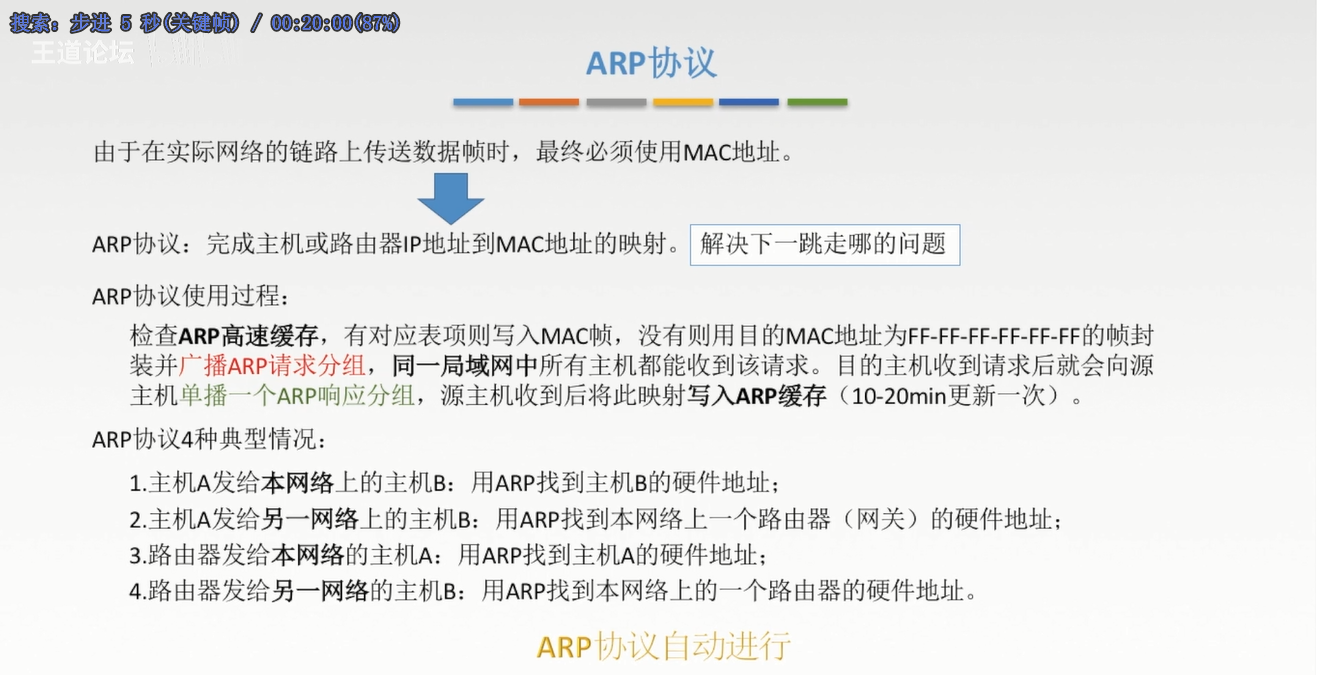 搜索: 步进 5 秒(关键帧) / 00:20:00(87%)
王道论坛
ARP协议
由于在实际网络的链路上传送数据帧时，最终必须使用MAC地址。
ARP协议：完成主机或路由器IP地址到MAC地址的映射。 解决下一跳走哪的问题
ARP协议使用过程：
检查ARP高速缓存，有对应表项则写入MAC帧，没有则用目的MAC地址为FF-FF-FF-FF-FF-FF的帧封
装并广播ARP请求分组，同一局域网中所有主机都能收到该请求。目的主机收到请求后就会向源
主机单播一个ARP响应分组，源主机收到后将此映射写入ARP缓存（10-20min更新一次）。
ARP协议4种典型情况：
1.主机A发给本网络上的主机B：用ARP找到主机B的硬件地址；
2.主机A发给另一网络上的主机B：用ARP找到本网络上一个路由器（网关）的硬件地址；
3.路由器发给本网络的主机A：用ARP找到主机A的硬件地址；
4.路由器发给另一网络的主机B：用ARP找到本网络上的一个路由器的硬件地址。
ARP协议自动进行